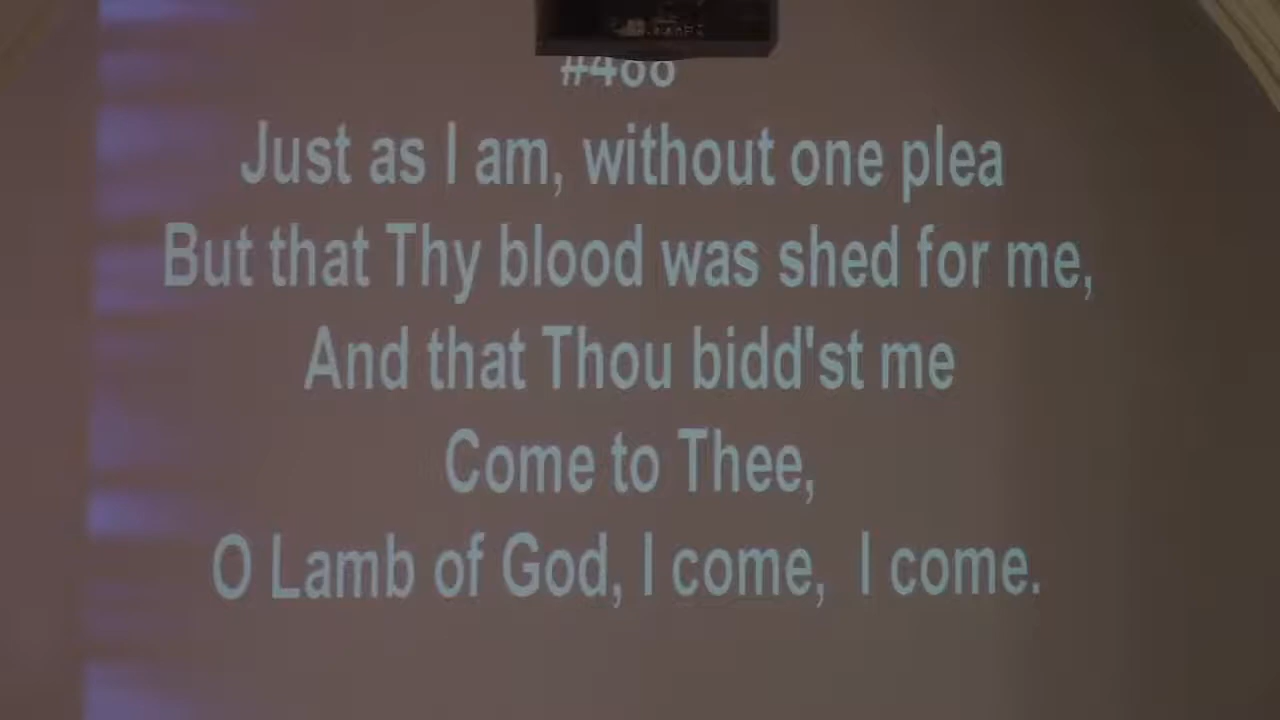 Just as I am, without one plea
But that Thy blood was shed for me,
And that Thou bidd'st me
Come to Thee,
O Lamb of God, I come, I come.